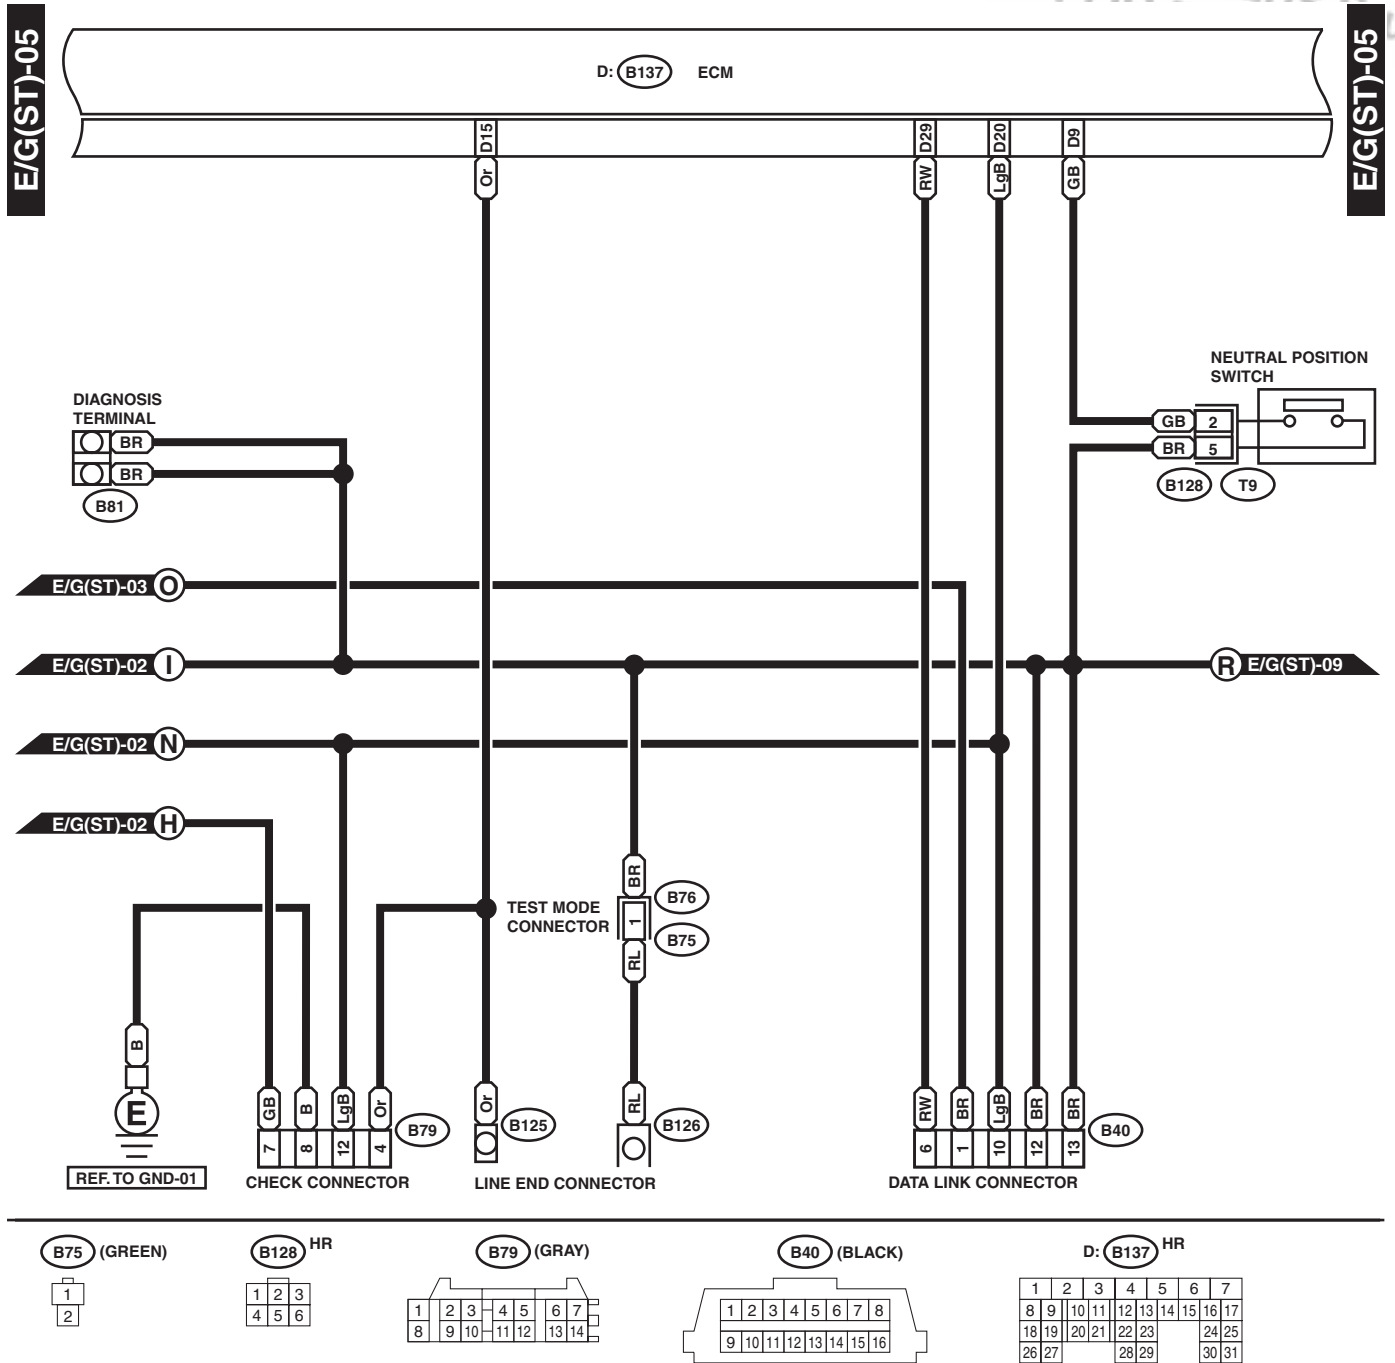 E/G(ST)-05
E/G(ST)-05
D: B137 ECM
D15
D29
D20
D9
Or
RW
LgB
GB
NEUTRAL POSITION
SWITCH
DIAGNOSIS
TERMINAL
BR
BR
B81
GB 2
BR 5
B128 T9
E/G(ST)-03 O
E/G(ST)-02 I
R E/G(ST)-09
E/G(ST)-02 N
E/G(ST)-02 H
BR
B76
TEST MODE
CONNECTOR
1
B75
RL
B
E
REF. TO GND-01
GB
B
LgB
Or
7
8
12
4
B79
CHECK CONNECTOR
Or
B125
RL
B126
LINE END CONNECTOR
RW
BR
LgB
BR
BR
6
1
10
12
13
B40
DATA LINK CONNECTOR
B75 (GREEN)
1
2
B128 HR
1 2 3
4 5 6
B79 (GRAY)
1 2 3 4 5 6 7
8 9 10 11 12 13 14
B40 (BLACK)
1 2 3 4 5 6 7 8
9 10 11 12 13 14 15 16
D: B137 HR
1 2 3 4 5 6 7
8 9 10 11 12 13 14 15 16 17
18 19 20 21 22 23 24 25
26 27 28 29 30 31